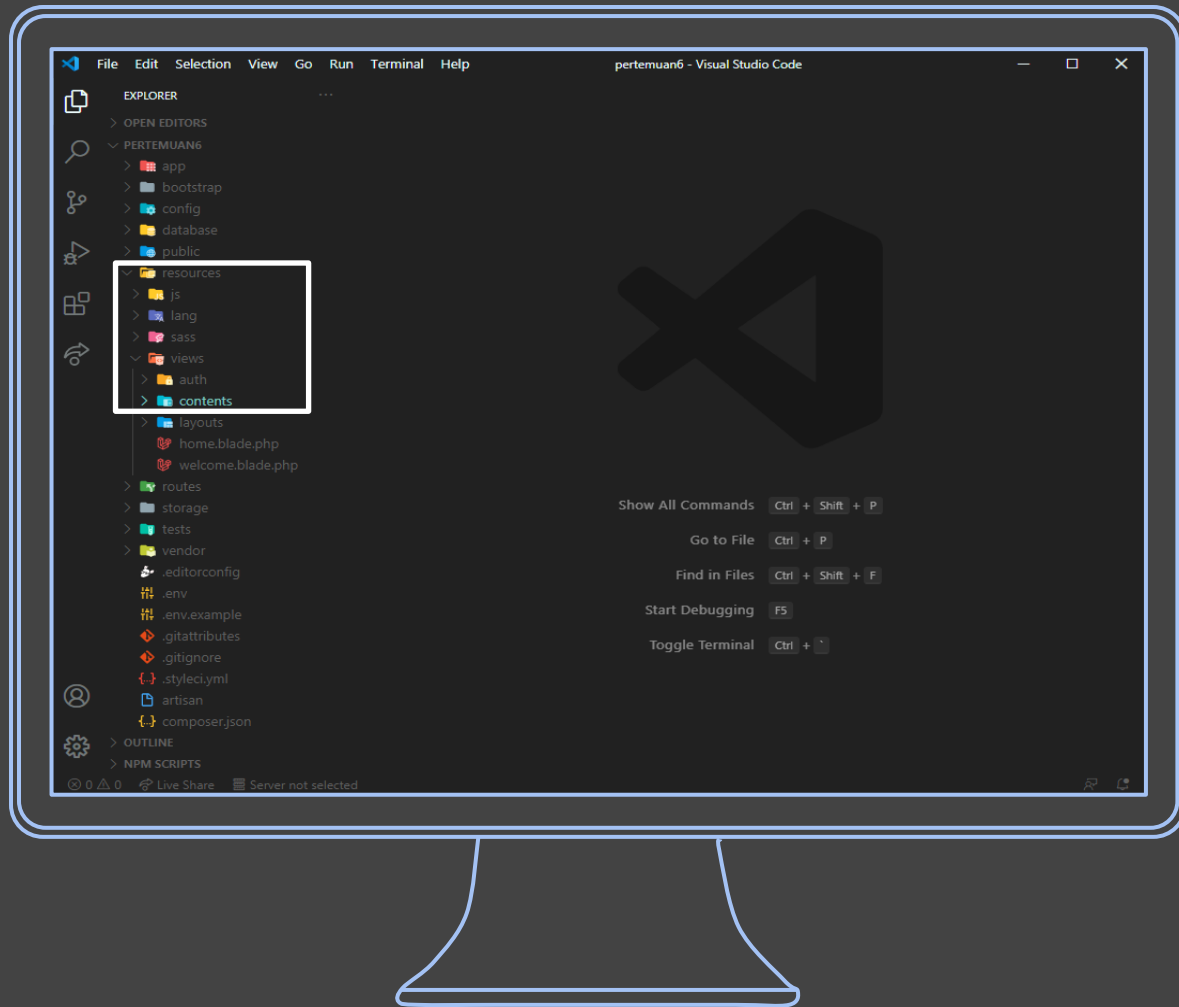 File Edit Selection View Go Run Terminal Help pertemuan6 - Visual Studio Code
EXPLORER ...
OPEN EDITORS
PERTEMUAN6
app
bootstrap
config
database
public
resources
js
lang
sass
views
auth
contents
layouts
home.blade.php
welcome.blade.php
routes
storage
tests
vendor
.editorconfig
.env
.env.example
.gitattributes
.gitignore
.styleci.yml
artisan
composer.json
OUTLINE
NPM SCRIPTS
Show All Commands Ctrl + Shift + P
Go to File Ctrl + P
Find in Files Ctrl + Shift + F
Start Debugging F5
Toggle Terminal Ctrl + `
0 0 Live Share Server not selected